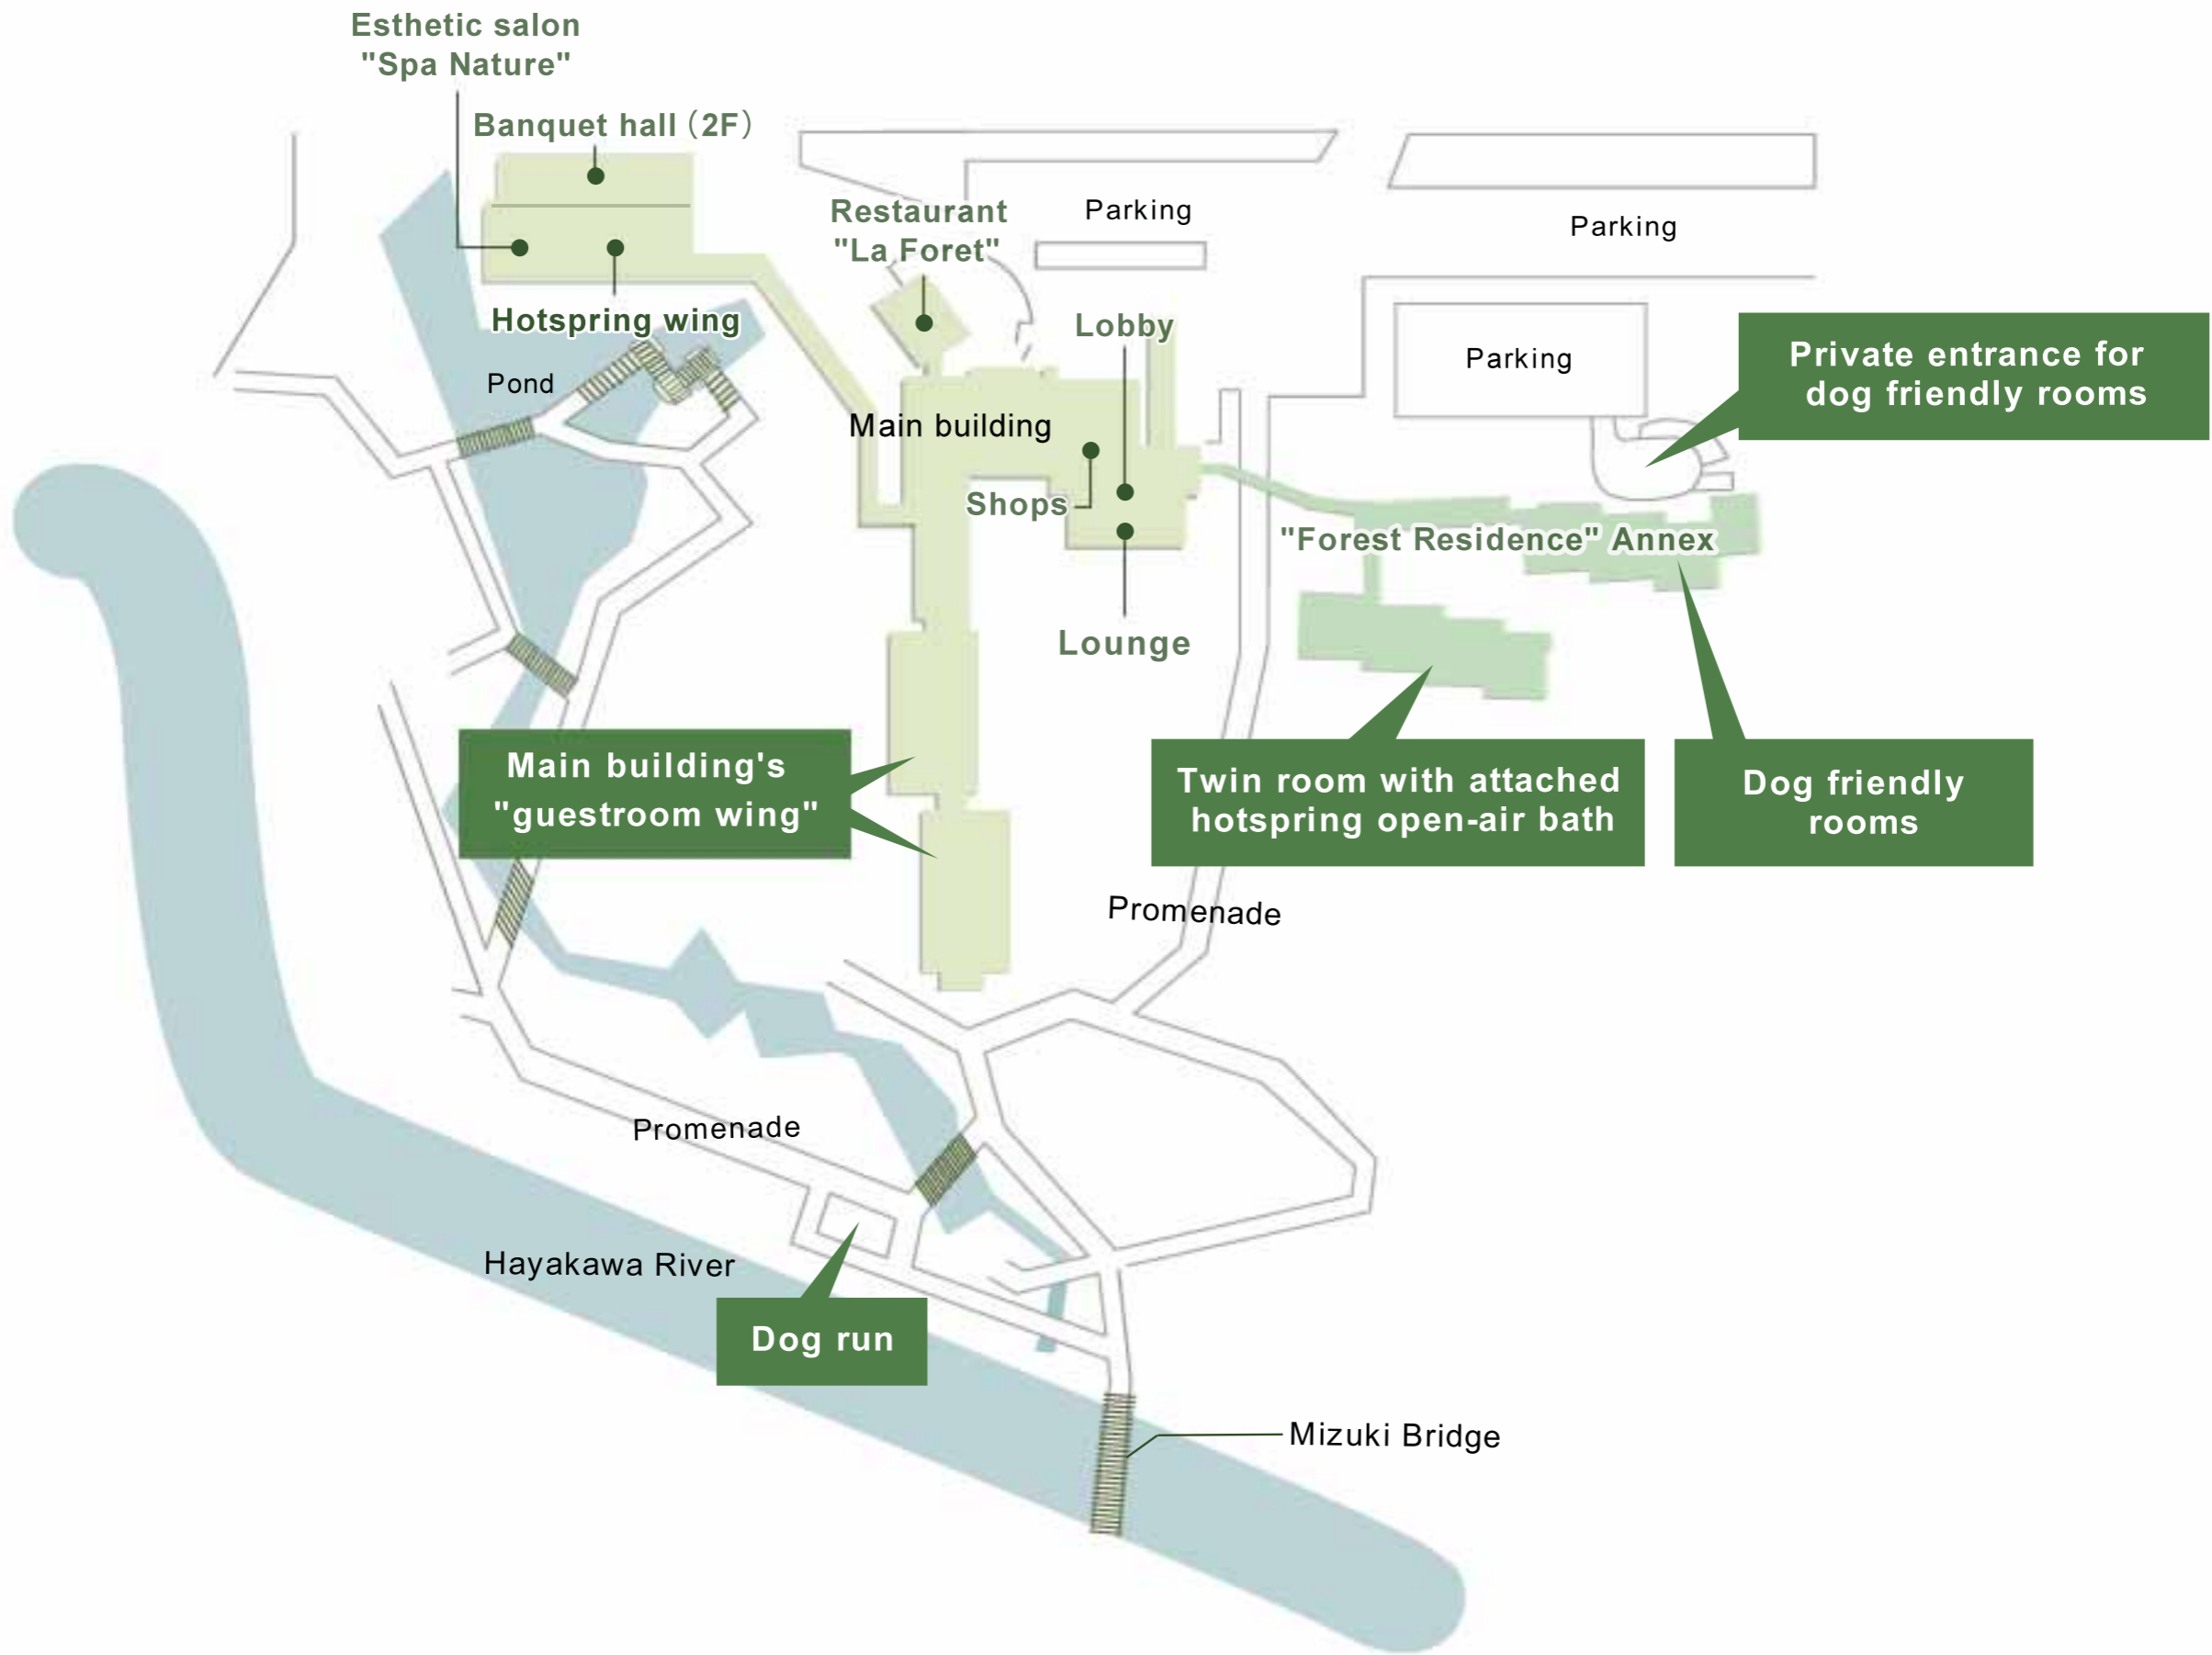 Esthetic salon
"Spa Nature"
Banquet hall（2F）
Restaurant
"La Foret"
Parking
Parking
Hotspring wing
Lobby
Parking
Private entrance for
dog friendly rooms
Pond
Main building
Shops
"Forest Residence" Annex
Lounge
Main building's
"guestroom wing"
Twin room with attached
hotspring open-air bath
Dog friendly
rooms
Promenade
Promenade
Hayakawa River
Dog run
Mizuki Bridge